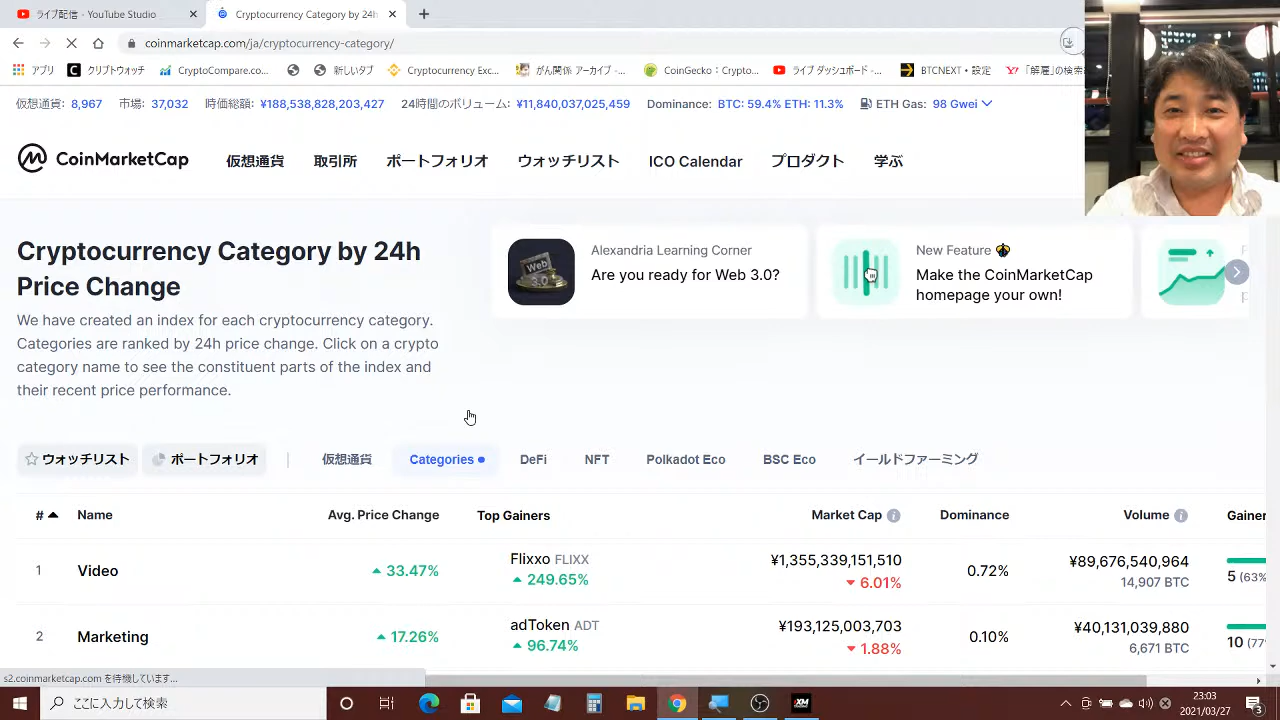 ライブ配信 - YouTube Studio
Cryptocurrency Category by 24h
coinmarketcap.com/ja/cryptocurrency-category/
アプリ
クリプトウォッチ
CryptoCompare.co...
新しいタブ
Cryptocurrency Exc...
がん関係アーカイブ - ...
CoinGecko : Crypto...
ライブダッシュボード - ...
BTCNEXT・設定
「解雇」の検索
仮想通貨: 8,967 市場: 37,032 時価総額: ¥188,538,828,203,427 24時間のボリューム: ¥11,840,037,025,459 Dominance: BTC: 59.4% ETH: 11.3% ETH Gas: 98 Gwei
CoinMarketCap 仮想通貨 取引所 ポートフォリオ ウォッチリスト ICO Calendar プロダクト 学ぶ
Cryptocurrency Category by 24h
Price Change
We have created an index for each cryptocurrency category.
Categories are ranked by 24h price change. Click on a crypto
category name to see the constituent parts of the index and
their recent price performance.
Web
Alexandria Learning Corner
Are you ready for Web 3.0?
New Feature
Make the CoinMarketCap
homepage your own!
ウォッチリスト ポートフォリオ 仮想通貨 Categories DeFi NFT Polkadot Eco BSC Eco イールドファーミング
# Name Avg. Price Change Top Gainers Market Cap Dominance Volume Gainer
1 Video 33.47% Flixxo FLIXX 249.65% ¥1,355,339,151,510 6.01% 0.72% ¥89,676,540,964 14,907 BTC 5 (63%
2 Marketing 17.26% adToken ADT 96.74% ¥193,125,003,703 1.88% 0.10% ¥40,131,039,880 6,671 BTC 10 (77%
s2.coinmarketcap.com を待機しています...
ここに入力して検索
XM
23:03
2021/03/27
3